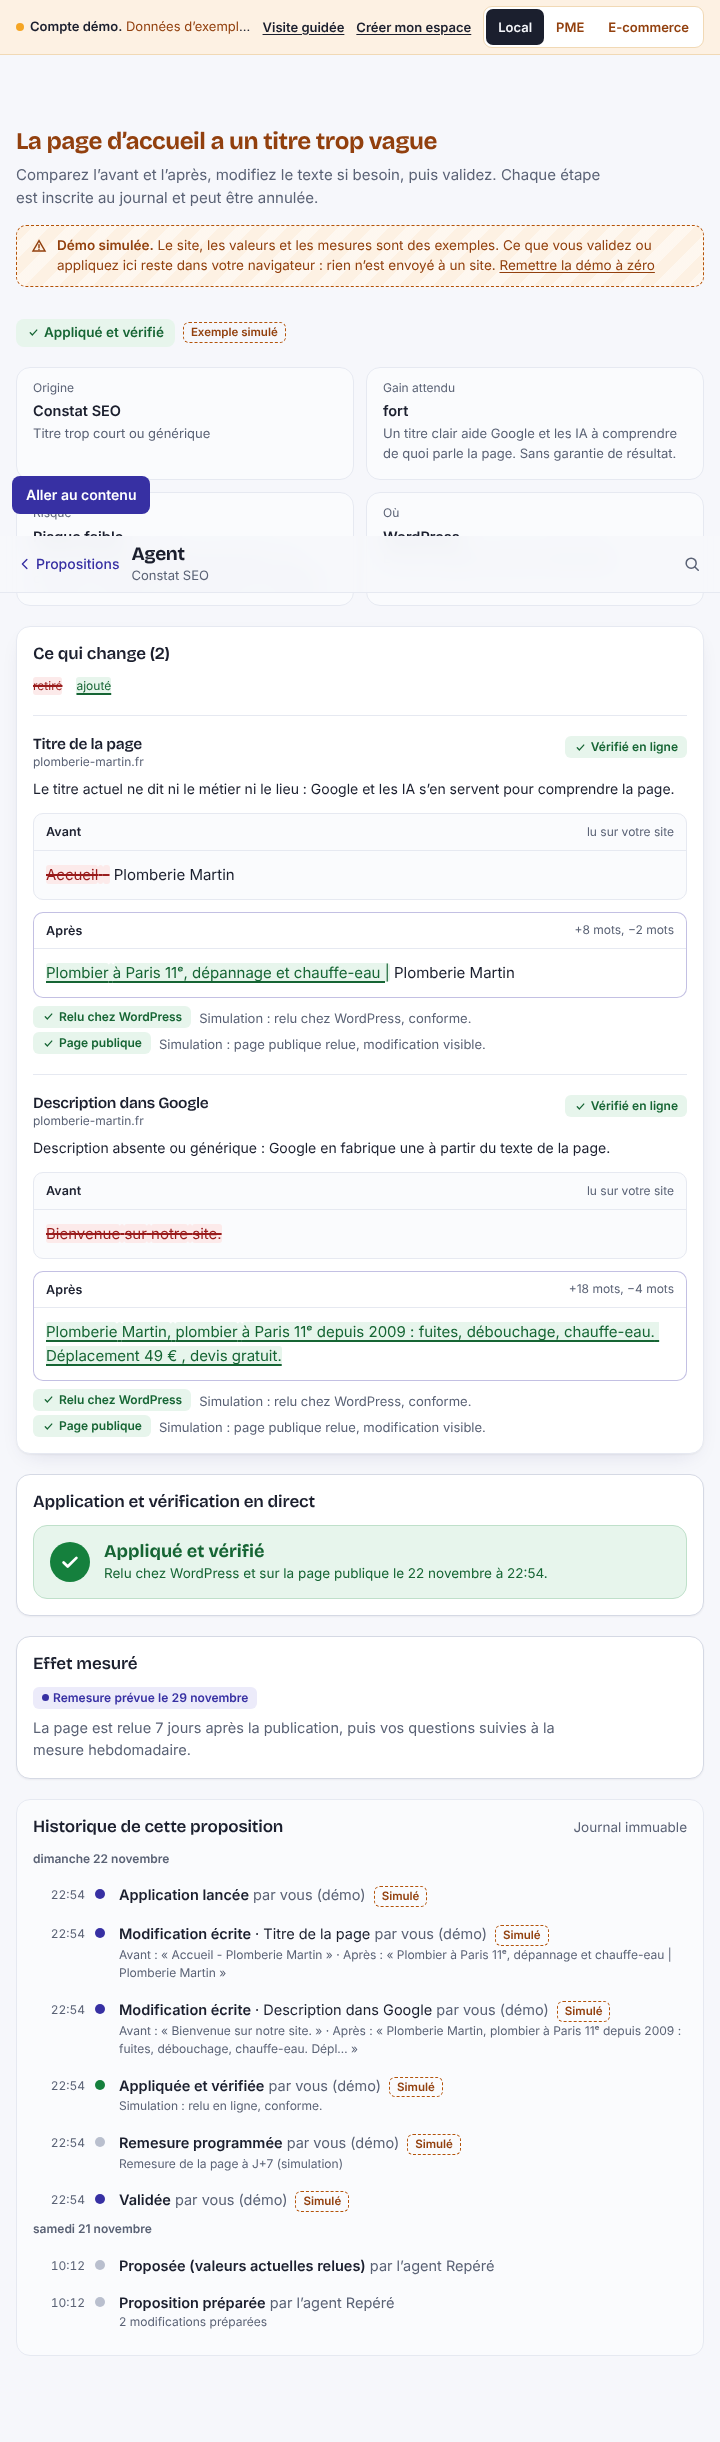 Compte démo. Données d’exempl…
Visite guidée
Créer mon espace
Local
PME
E-commerce
La page d’accueil a un titre trop vague
Comparez l’avant et l’après, modifiez le texte si besoin, puis validez. Chaque étape
est inscrite au journal et peut être annulée.
Démo simulée. Le site, les valeurs et les mesures sont des exemples. Ce que vous validez ou
appliquez ici reste dans votre navigateur : rien n’est envoyé à un site. Remettre la démo à zéro
Appliqué et vérifié
Exemple simulé
Origine
Constat SEO
Titre trop court ou générique
Gain attendu
fort
Un titre clair aide Google et les IA à comprendre
de quoi parle la page. Sans garantie de résultat.
Aller au contenu
Risque
Risque faible
Où
WordPress
Propositions
Agent
Constat SEO
Ce qui change (2)
retiré
ajouté
Titre de la page
plomberie-martin.fr
Vérifié en ligne
Le titre actuel ne dit ni le métier ni le lieu : Google et les IA s’en servent pour comprendre la page.
Avant
lu sur votre site
Accueil - Plomberie Martin
Après
+8 mots, −2 mots
Plombier à Paris 11ᵉ, dépannage et chauffe-eau | Plomberie Martin
Relu chez WordPress
Simulation : relu chez WordPress, conforme.
Page publique
Simulation : page publique relue, modification visible.
Description dans Google
plomberie-martin.fr
Vérifié en ligne
Description absente ou générique : Google en fabrique une à partir du texte de la page.
Avant
lu sur votre site
Bienvenue sur notre site.
Après
+18 mots, −4 mots
Plomberie Martin, plombier à Paris 11ᵉ depuis 2009 : fuites, débouchage, chauffe-eau.
Déplacement 49 € , devis gratuit.
Relu chez WordPress
Simulation : relu chez WordPress, conforme.
Page publique
Simulation : page publique relue, modification visible.
Application et vérification en direct
Appliqué et vérifié
Relu chez WordPress et sur la page publique le 22 novembre à 22:54.
Effet mesuré
Remesure prévue le 29 novembre
La page est relue 7 jours après la publication, puis vos questions suivies à la
mesure hebdomadaire.
Historique de cette proposition
Journal immuable
dimanche 22 novembre
22:54
Application lancée par vous (démo)
Simulé
22:54
Modification écrite · Titre de la page par vous (démo)
Simulé
Avant : « Accueil - Plomberie Martin » · Après : « Plombier à Paris 11ᵉ, dépannage et chauffe-eau |
Plomberie Martin »
22:54
Modification écrite · Description dans Google par vous (démo)
Simulé
Avant : « Bienvenue sur notre site. » · Après : « Plomberie Martin, plombier à Paris 11ᵉ depuis 2009 :
fuites, débouchage, chauffe-eau. Dépl… »
22:54
Appliquée et vérifiée par vous (démo)
Simulé
Simulation : relu en ligne, conforme.
22:54
Remesure programmée par vous (démo)
Simulé
Remesure de la page à J+7 (simulation)
22:54
Validée par vous (démo)
Simulé
samedi 21 novembre
10:12
Proposée (valeurs actuelles relues) par l’agent Repéré
10:12
Proposition préparée par l’agent Repéré
2 modifications préparées